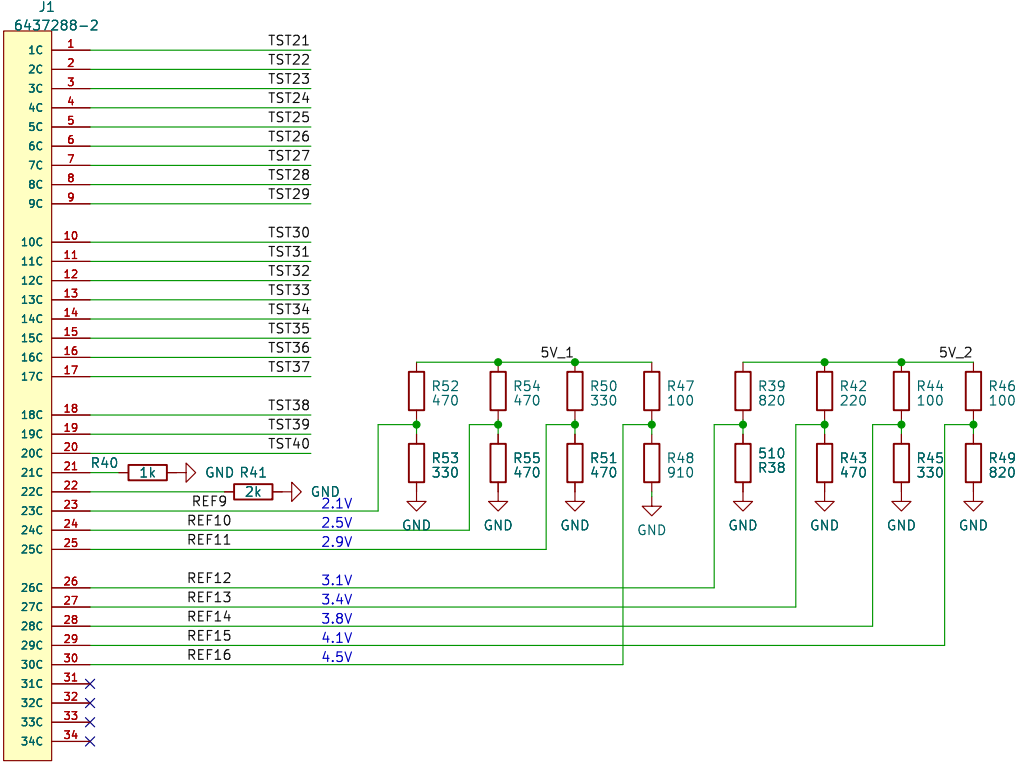 J1
6437288-2
1C 1 TST21
2C 2 TST22
3C 3 TST23
4C 4 TST24
5C 5 TST25
6C 6 TST26
7C 7 TST27
8C 8 TST28
9C 9 TST29
10C 10 TST30
11C 11 TST31
12C 12 TST32
13C 13 TST33
14C 14 TST34
15C 15 TST35
16C 16 TST36
5V_1 5V_2
17C 17 TST37
R52 R54 R50 R47 R39 R42 R44 R46
470 470 330 100 820 220 100 100
18C 18 TST38
19C 19 TST39
20C 20 TST40
510
R53 R55 R51 R48 R38 R43 R45 R49
330 470 470 910 470 330 820
R40
21C 21 1k GND R41
22C 22 2k GND
23C 23 REF9 2.1V
GND GND GND GND GND GND GND GND
24C 24 REF10 2.5V
25C 25 REF11 2.9V
26C 26 REF12 3.1V
27C 27 REF13 3.4V
28C 28 REF14 3.8V
29C 29 REF15 4.1V
30C 30 REF16 4.5V
31C 31
32C 32
33C 33
34C 34